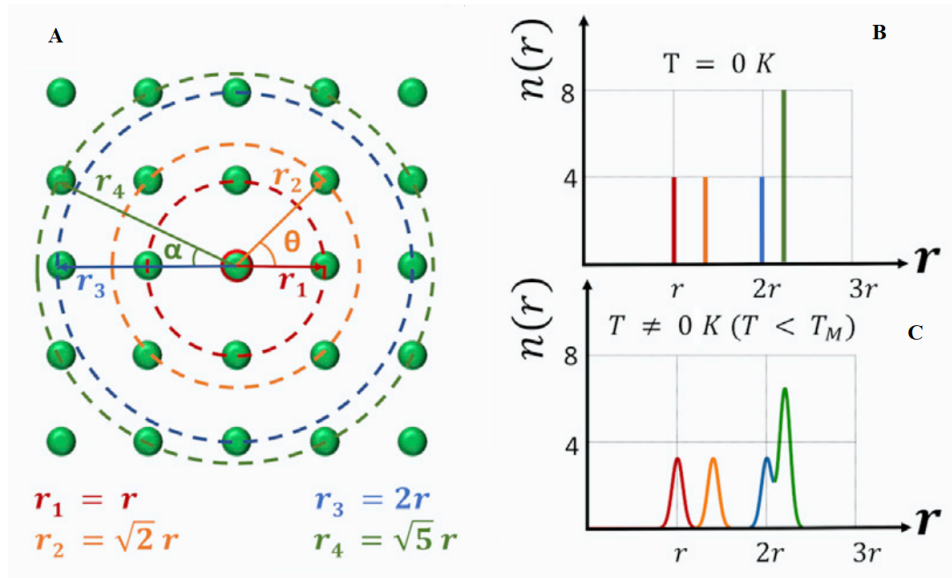 A
r₄
r₂
α
θ
r₃
r₁
r₁ = r
r₂ = √2 r
r₃ = 2r
r₄ = √5 r
B
n(r)
T = 0 K
8
4
r
2r
3r
r
C
n(r)
T ≠ 0 K (T < T_M)
8
4
r
2r
3r
r